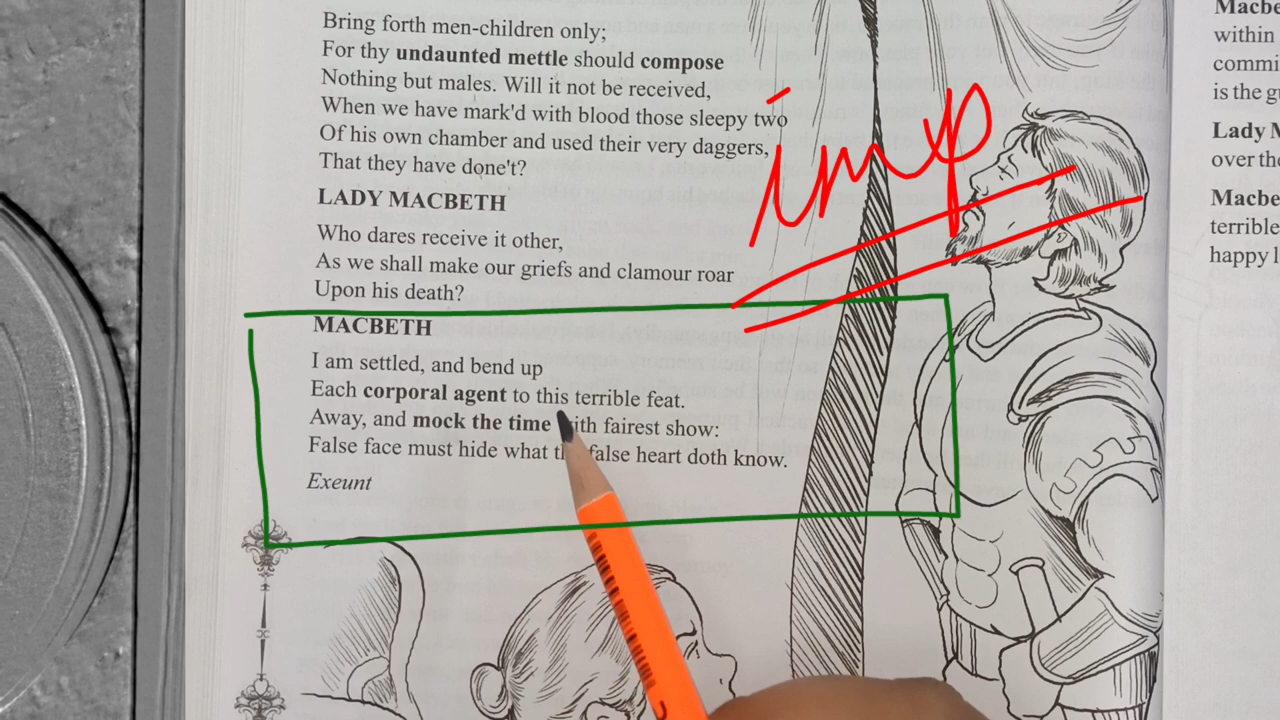 Bring forth men-children only;
For thy undaunted mettle should compose
Nothing but males. Will it not be received,
When we have mark'd with blood those sleepy two
Of his own chamber and used their very daggers,
That they have done't?
imp
LADY MACBETH
Who dares receive it other,
As we shall make our griefs and clamour roar
Upon his death?
MACBETH
I am settled, and bend up
Each corporal agent to this terrible feat.
Away, and mock the time with fairest show:
False face must hide what the false heart doth know.
Exeunt
within
is the
Lady
over the
terrible
happy